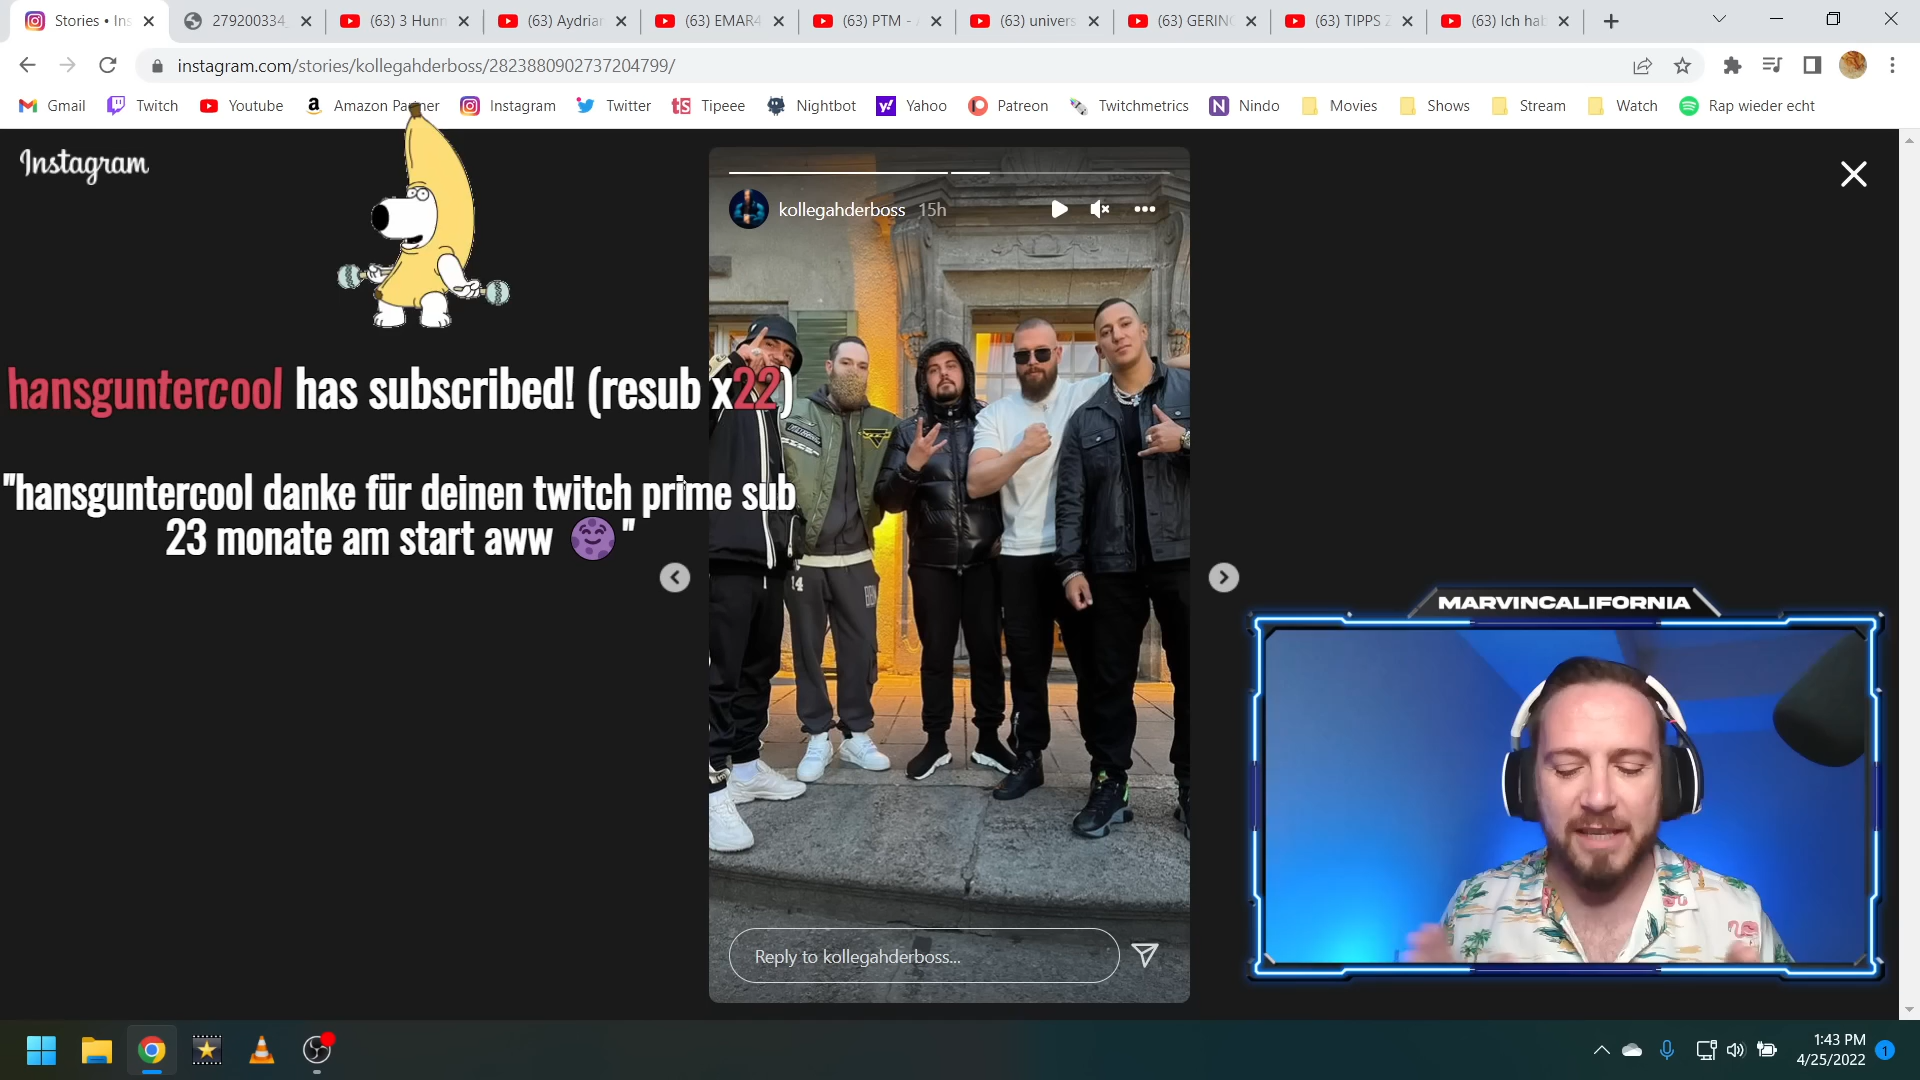 Stories • Ins
279200334_
(63) 3 Hunn
(63) Aydrian
(63) EMAR4
(63) PTM - A
(63) univers
(63) GERING
(63) TIPPS Z
(63) Ich hab
instagram.com/stories/kollegahderboss/2823880902737204799/
Gmail
Twitch
Youtube
Amazon Partner
Instagram
Twitter
Tipeee
Nightbot
Yahoo
Patreon
Twitchmetrics
Nindo
Movies
Shows
Stream
Watch
Rap wieder echt
Instagram
kollegahderboss 15h
hansguntercool has subscribed! (resub x22)
"hansguntercool danke für deinen twitch prime sub
23 monate am start aww 😊"
MARVINCALIFORNIA
Reply to kollegahderboss...
1:43 PM
4/25/2022
1